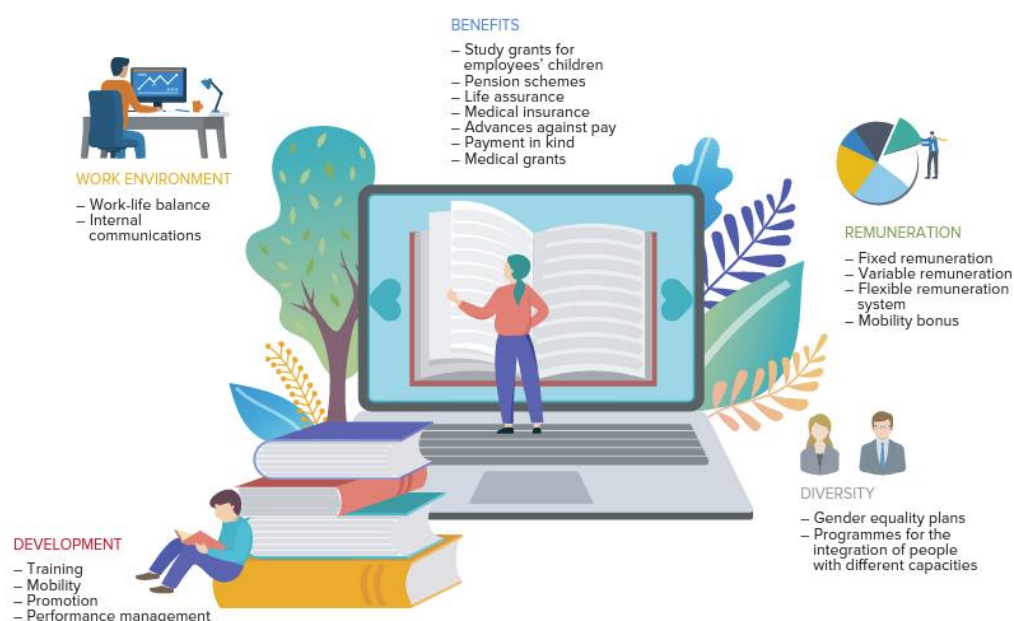 BENEFITS
– Study grants for
employees' children
– Pension schemes
– Life assurance
– Medical insurance
– Advances against pay
– Payment in kind
– Medical grants
WORK ENVIRONMENT
– Work-life balance
– Internal
communications
REMUNERATION
– Fixed remuneration
– Variable remuneration
– Flexible remuneration
system
– Mobility bonus
DIVERSITY
– Gender equality plans
– Programmes for the
integration of people
with different capacities
DEVELOPMENT
– Training
– Mobility
– Promotion
– Performance management